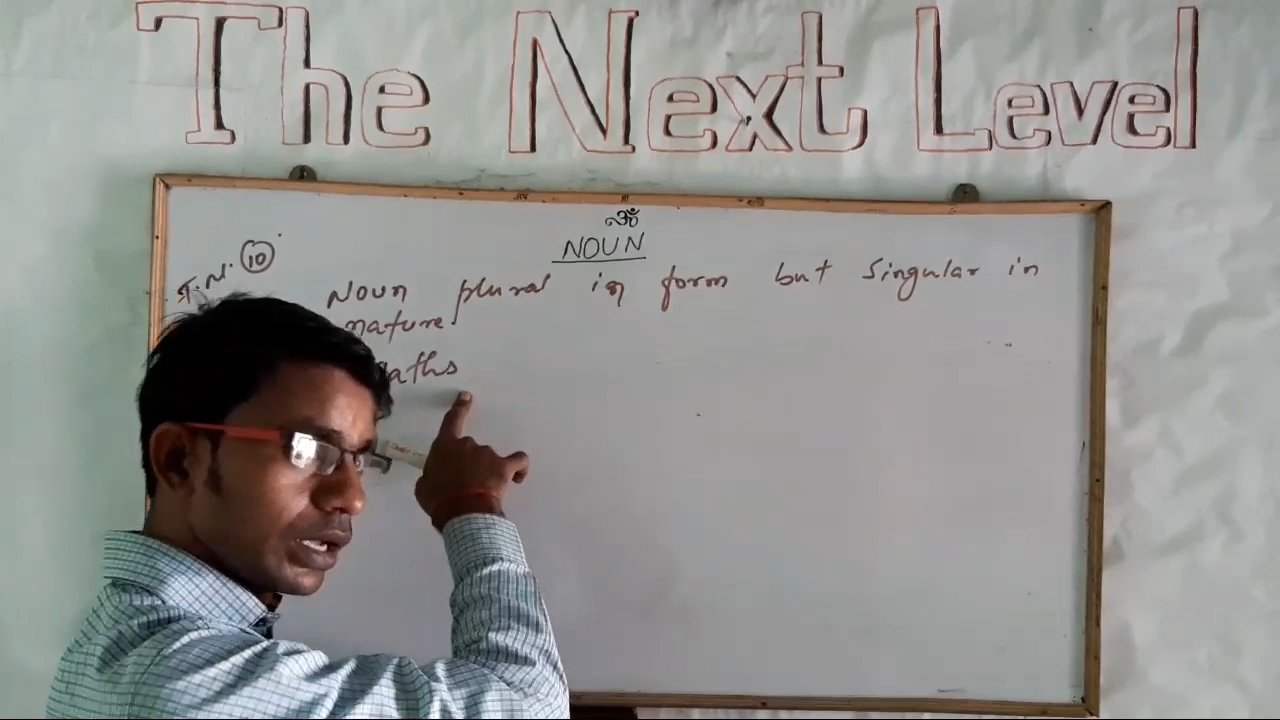 The Next Level
ॐ
NOUN
T.N. 10
Noun plural in form but singular in
nature.
aths